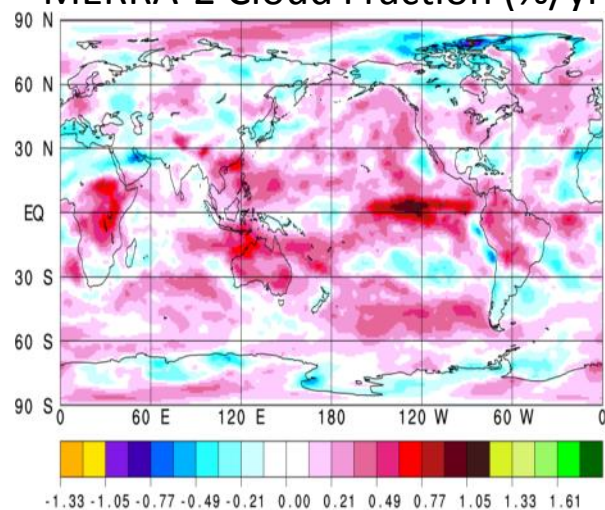 MERRA-2 Cloud Fraction (%/yr
90 N
60 N
30 N
EQ
30 S
60 S
90 S
0 60 E 120 E 180 120 W 60 W 0
-1.33 -1.05 -0.77 -0.49 -0.21 0.00 0.21 0.49 0.77 1.05 1.33 1.61